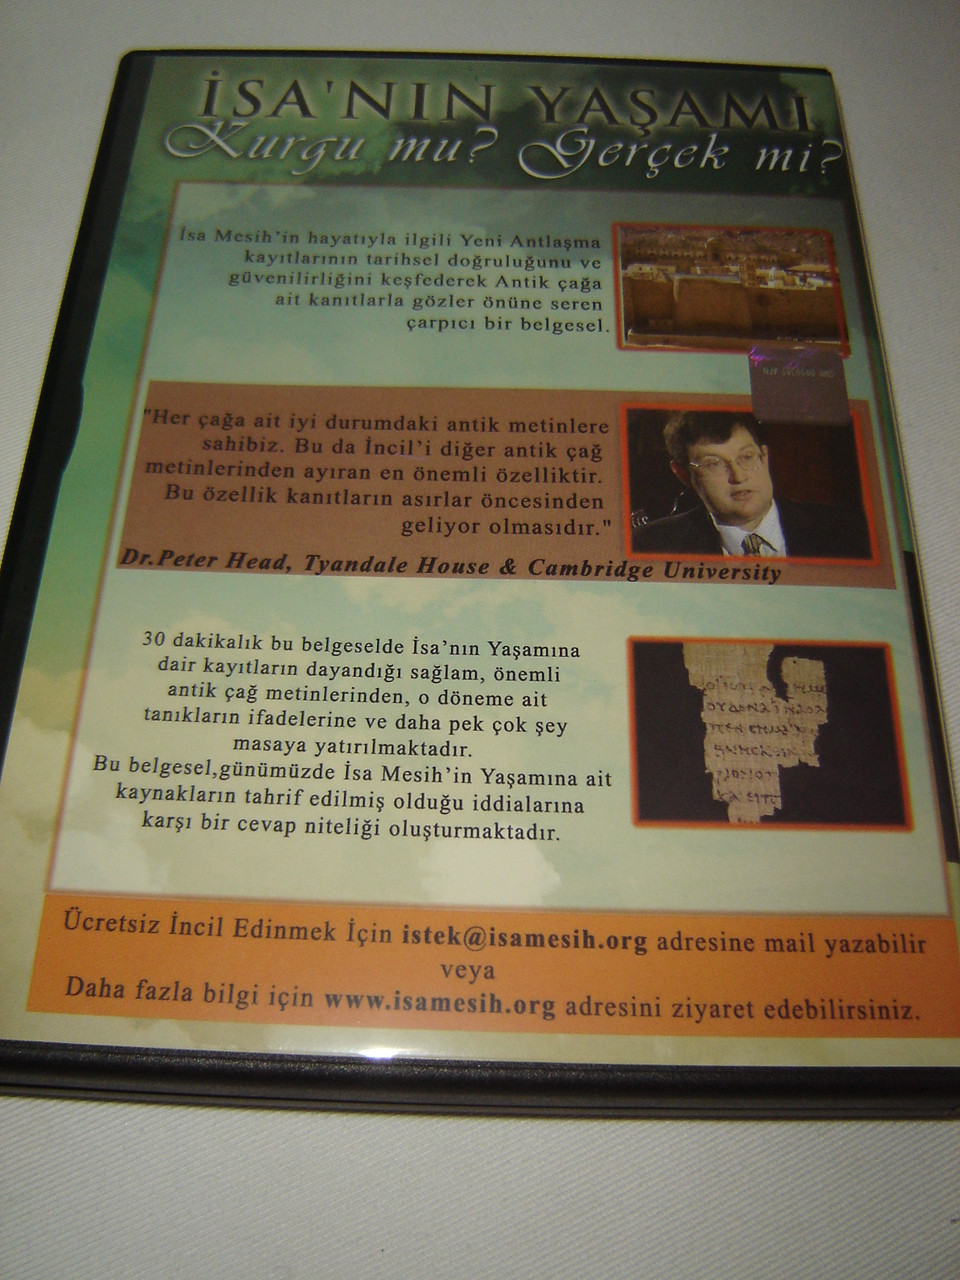 İSA'NIN YAŞAMI
Kurgu mu? Gerçek mi?
İsa Mesih'in hayatıyla ilgili Yeni Antlaşma
kayıtlarının tarihsel doğruluğunu ve
güvenilirliğini keşfederek Antik çağa
ait kanıtlarla gözler önüne seren
çarpıcı bir belgesel.
"Her çağa ait iyi durumdaki antik metinlere
sahibiz. Bu da İncil'i diğer antik çağ
metinlerinden ayıran en önemli özelliktir.
Bu özellik kanıtların asırlar öncesinden
geliyor olmasıdır."
Dr.Peter Head, Tyandale House & Cambridge University
30 dakikalık bu belgeselde İsa'nın Yaşamına
dair kayıtların dayandığı sağlam, önemli
antik çağ metinlerinden, o döneme ait
tanıkların ifadelerine ve daha pek çok şey
masaya yatırılmaktadır.
Bu belgesel,günümüzde İsa Mesih'in Yaşamına ait
kaynakların tahrif edilmiş olduğu iddialarına
karşı bir cevap niteliği oluşturmaktadır.
Ücretsiz İncil Edinmek İçin istek@isamesih.org adresine mail yazabilir
veya
Daha fazla bilgi için www.isamesih.org adresini ziyaret edebilirsiniz.